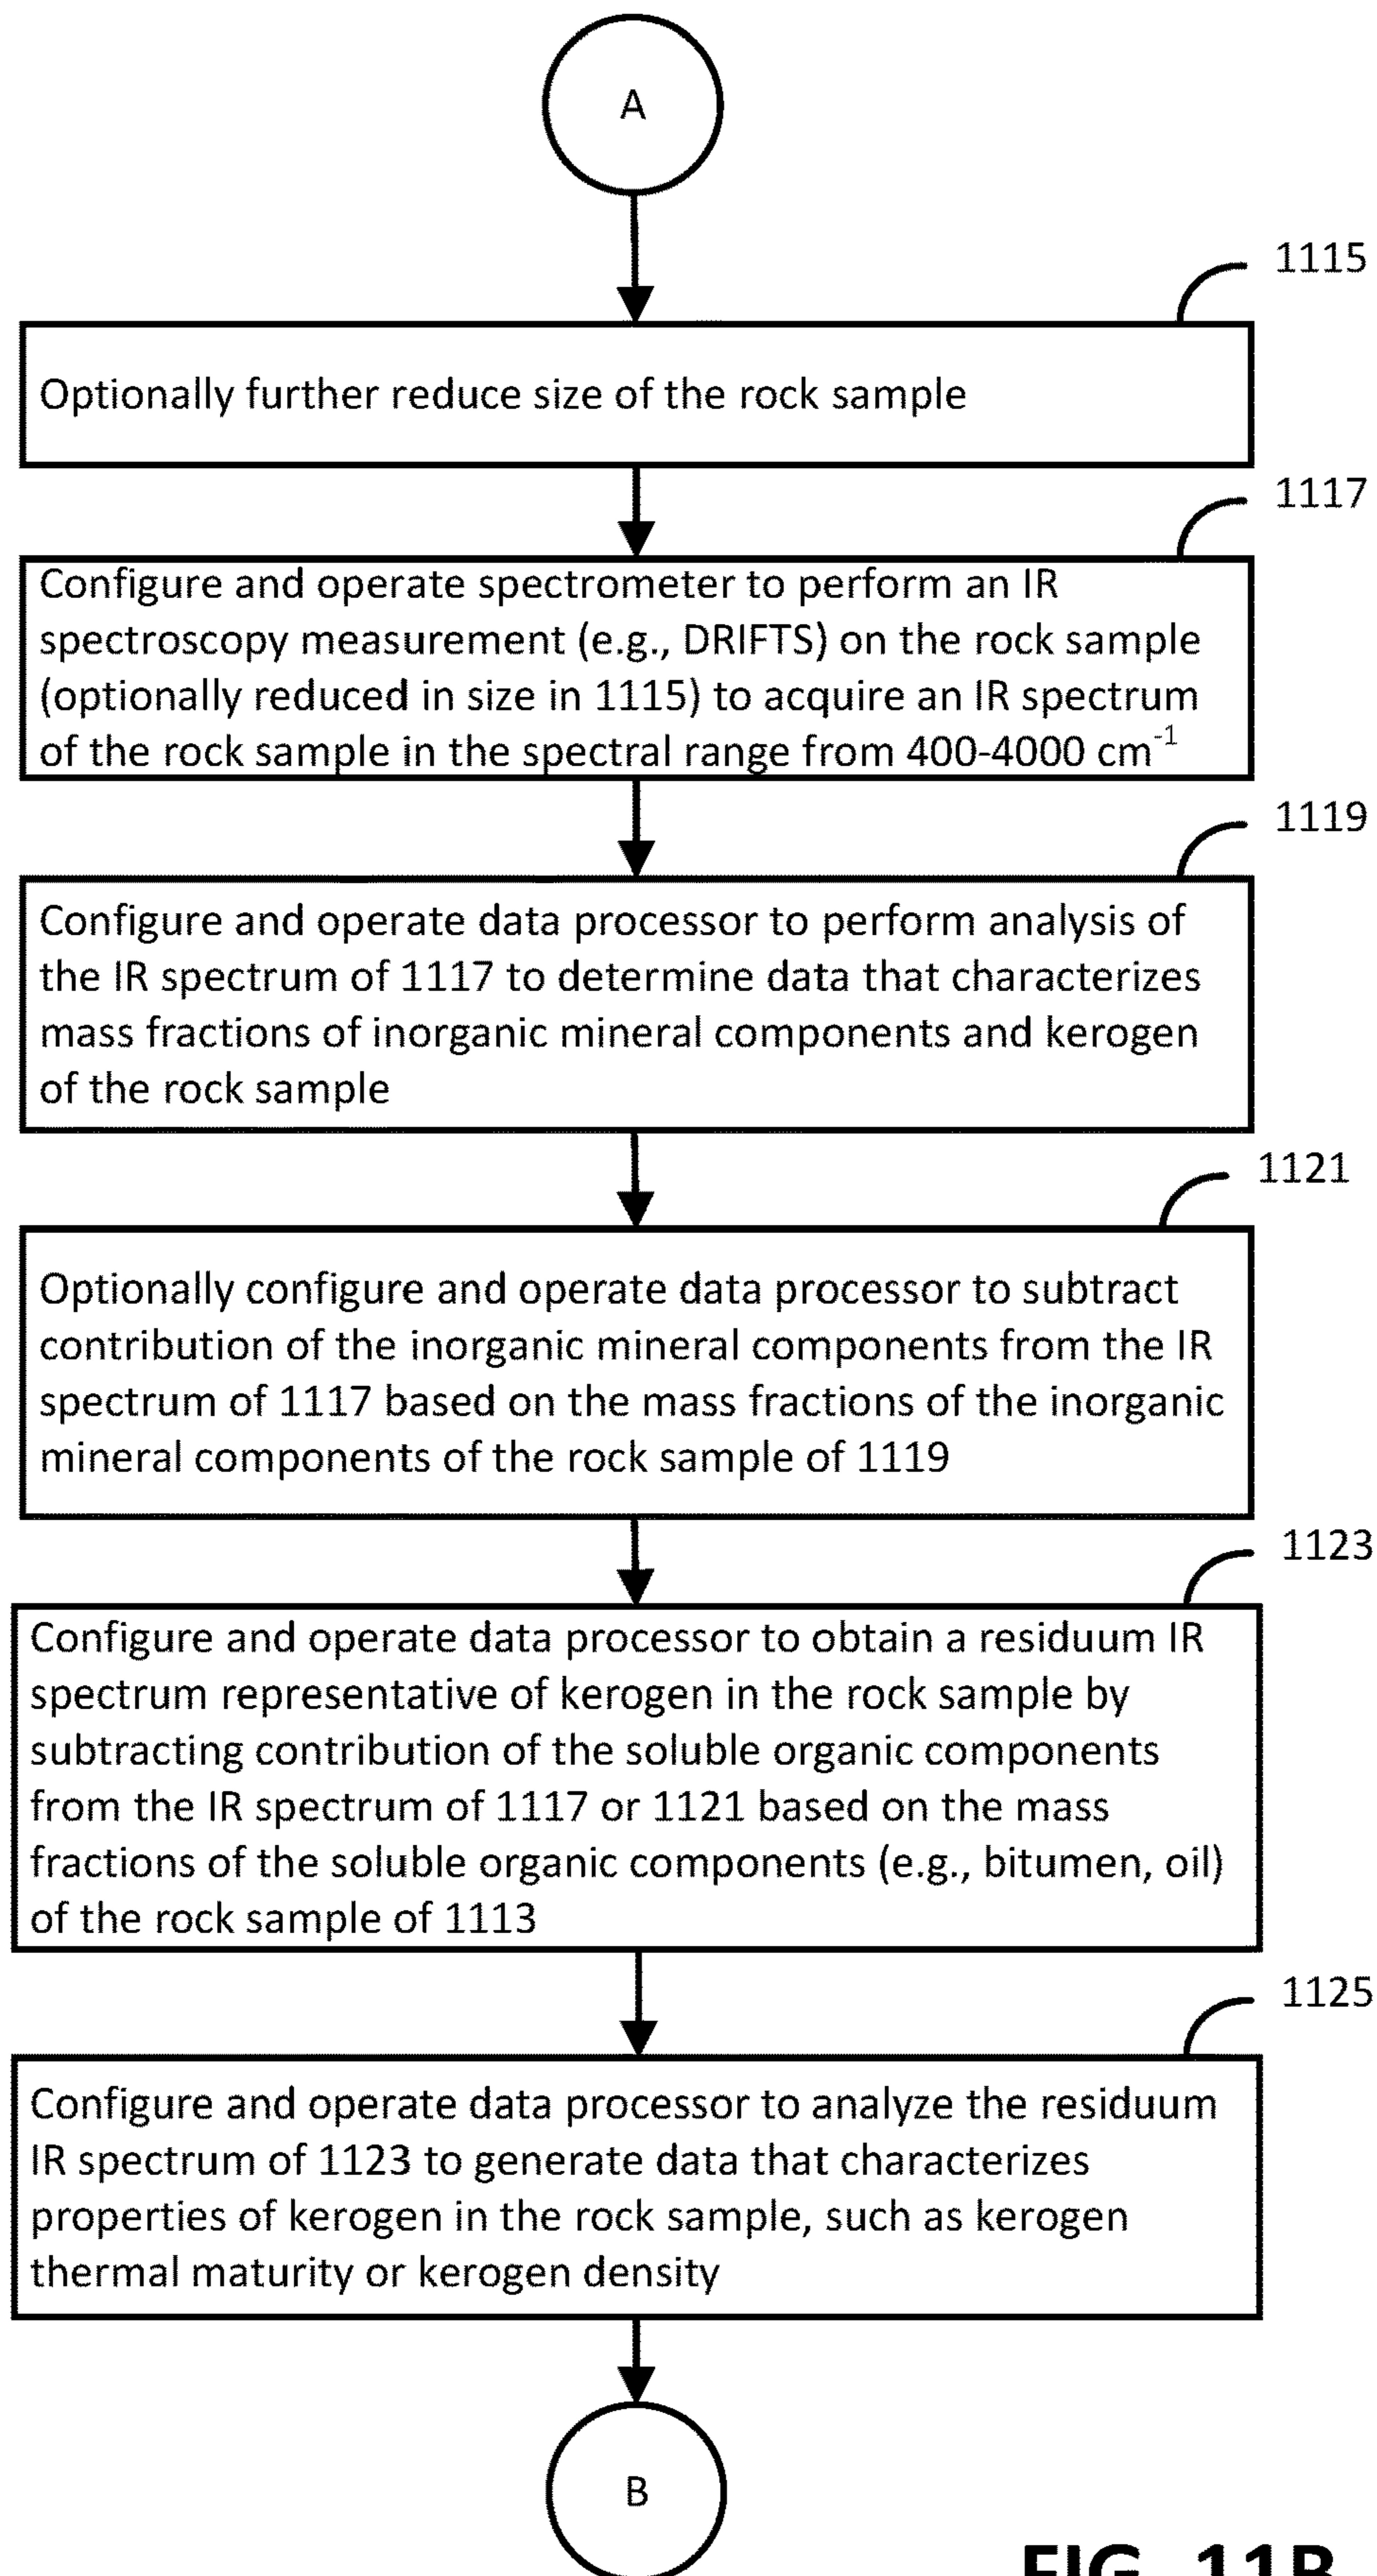 A
1115
Optionally further reduce size of the rock sample
1117
Configure and operate spectrometer to perform an IR
spectroscopy measurement (e.g., DRIFTS) on the rock sample
(optionally reduced in size in 1115) to acquire an IR spectrum
of the rock sample in the spectral range from 400-4000 cm⁻¹
1119
Configure and operate data processor to perform analysis of
the IR spectrum of 1117 to determine data that characterizes
mass fractions of inorganic mineral components and kerogen
of the rock sample
1121
Optionally configure and operate data processor to subtract
contribution of the inorganic mineral components from the IR
spectrum of 1117 based on the mass fractions of the inorganic
mineral components of the rock sample of 1119
1123
Configure and operate data processor to obtain a residuum IR
spectrum representative of kerogen in the rock sample by
subtracting contribution of the soluble organic components
from the IR spectrum of 1117 or 1121 based on the mass
fractions of the soluble organic components (e.g., bitumen, oil)
of the rock sample of 1113
1125
Configure and operate data processor to analyze the residuum
IR spectrum of 1123 to generate data that characterizes
properties of kerogen in the rock sample, such as kerogen
thermal maturity or kerogen density
B
FIG. 11B